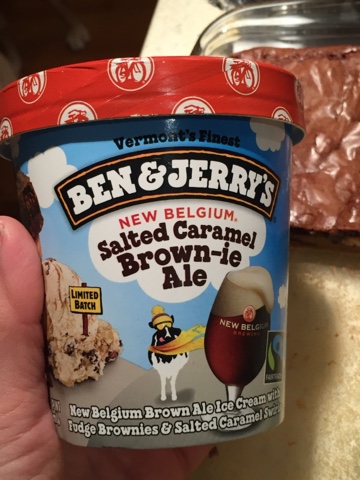 Vermont's Finest
BEN & JERRY'S
NEW BELGIUM®
Salted Caramel
Brown-ie
Ale
LIMITED
BATCH
NEW BELGIUM
New Belgium Brown Ale Ice Cream with
Fudge Brownies & Salted Caramel Swirls